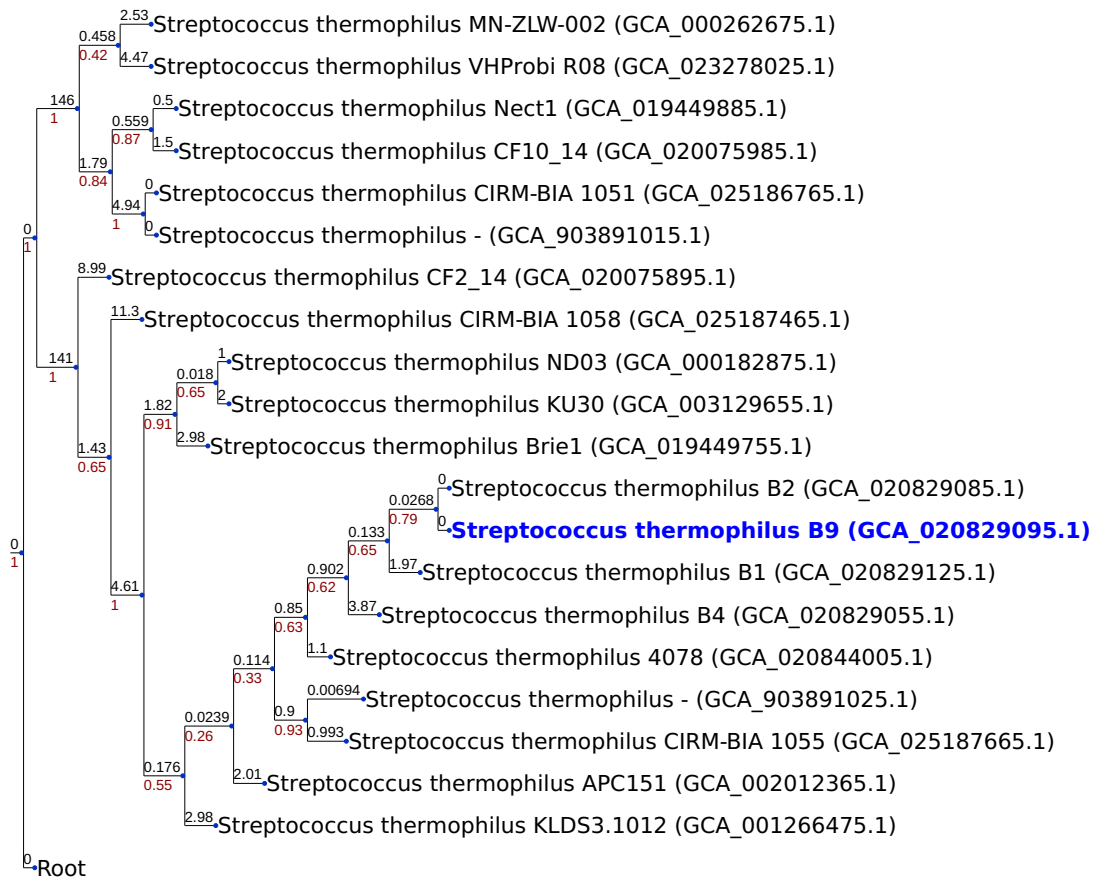 2.53 Streptococcus thermophilus MN-ZLW-002 (GCA_000262675.1)
0.458
0.42
4.47 Streptococcus thermophilus VHProbi R08 (GCA_023278025.1)
146
1
0.5 Streptococcus thermophilus Nect1 (GCA_019449885.1)
0.559
0.87
1.5 Streptococcus thermophilus CF10_14 (GCA_020075985.1)
1.79
0.84
0 Streptococcus thermophilus CIRM-BIA 1051 (GCA_025186765.1)
4.94
1
0 Streptococcus thermophilus - (GCA_903891015.1)
0
1
8.99 Streptococcus thermophilus CF2_14 (GCA_020075895.1)
11.3 Streptococcus thermophilus CIRM-BIA 1058 (GCA_025187465.1)
141
1
1 Streptococcus thermophilus ND03 (GCA_000182875.1)
0.018
0.65
2 Streptococcus thermophilus KU30 (GCA_003129655.1)
1.82
0.91
2.98 Streptococcus thermophilus Brie1 (GCA_019449755.1)
1.43
0.65
0 Streptococcus thermophilus B2 (GCA_020829085.1)
0.0268
0.79
0 Streptococcus thermophilus B9 (GCA_020829095.1)
0.133
0.65
0
1
1.97 Streptococcus thermophilus B1 (GCA_020829125.1)
0.902
0.62
4.61
1
3.87 Streptococcus thermophilus B4 (GCA_020829055.1)
0.85
0.63
1.1 Streptococcus thermophilus 4078 (GCA_020844005.1)
0.114
0.33
0.00694 Streptococcus thermophilus - (GCA_903891025.1)
0.9
0.93
0.993 Streptococcus thermophilus CIRM-BIA 1055 (GCA_025187665.1)
0.0239
0.26
2.01 Streptococcus thermophilus APC151 (GCA_002012365.1)
0.176
0.55
2.98 Streptococcus thermophilus KLDS3.1012 (GCA_001266475.1)
0 Root